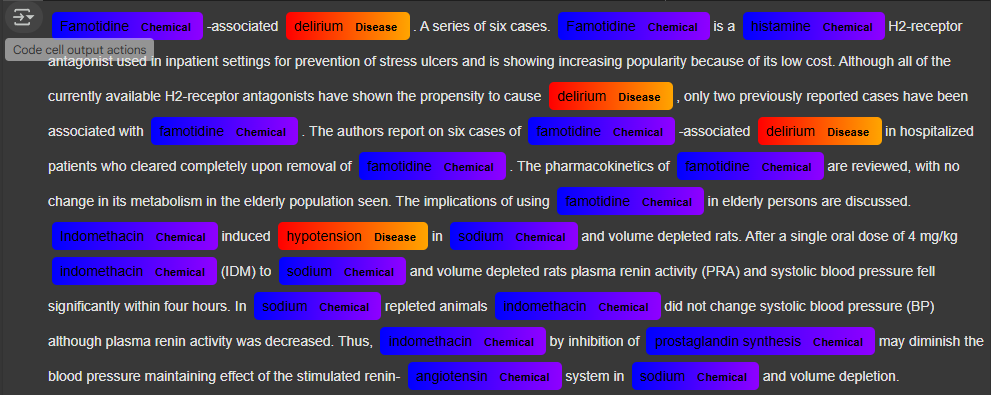 Famotidine Chemical -associated delirium Disease . A series of six cases. Famotidine Chemical is a histamine Chemical H2-receptor
Code cell output actions
antagonist used in inpatient settings for prevention of stress ulcers and is showing increasing popularity because of its low cost. Although all of the
currently available H2-receptor antagonists have shown the propensity to cause delirium Disease , only two previously reported cases have been
associated with famotidine Chemical . The authors report on six cases of famotidine Chemical -associated delirium Disease in hospitalized
patients who cleared completely upon removal of famotidine Chemical . The pharmacokinetics of famotidine Chemical are reviewed, with no
change in its metabolism in the elderly population seen. The implications of using famotidine Chemical in elderly persons are discussed.
Indomethacin Chemical induced hypotension Disease in sodium Chemical and volume depleted rats. After a single oral dose of 4 mg/kg
indomethacin Chemical (IDM) to sodium Chemical and volume depleted rats plasma renin activity (PRA) and systolic blood pressure fell
significantly within four hours. In sodium Chemical repleted animals indomethacin Chemical did not change systolic blood pressure (BP)
although plasma renin activity was decreased. Thus, indomethacin Chemical by inhibition of prostaglandin synthesis Chemical may diminish the
blood pressure maintaining effect of the stimulated renin- angiotensin Chemical system in sodium Chemical and volume depletion.